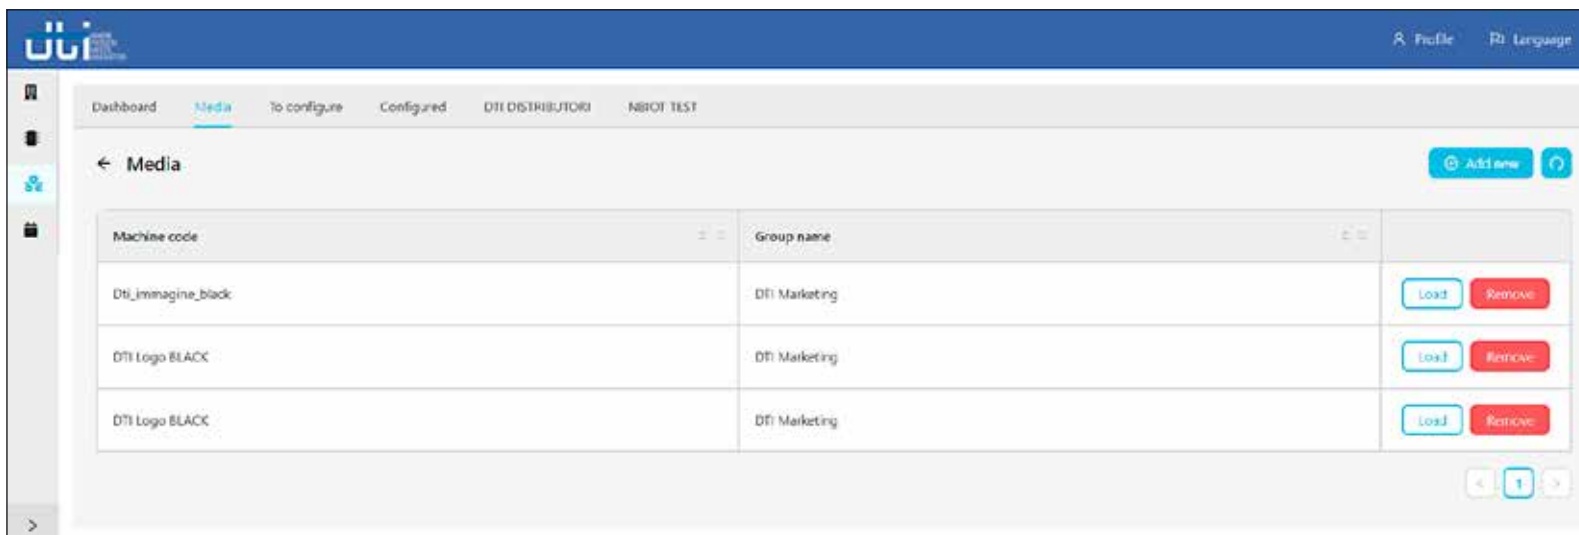 dti
Profile Language
Dashboard Media To configure Configured DTI DISTRIBUTORI NBIOT TEST
← Media
Add new
Machine code Group name
Dti_immagine_black DTI Marketing Load Remove
DTI Logo BLACK DTI Marketing Load Remove
DTI Logo BLACK DTI Marketing Load Remove
< 1 >
>